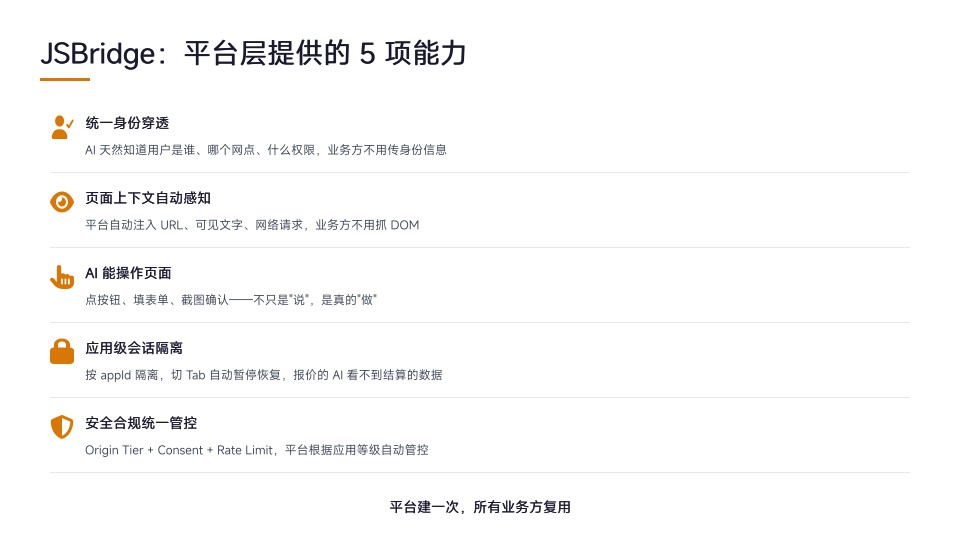 JSBridge：平台层提供的 5 项能力
统一身份穿透
AI 天然知道用户是谁、哪个网点、什么权限，业务方不用传身份信息
页面上下文自动感知
平台自动注入 URL、可见文字、网络请求，业务方不用抓 DOM
AI 能操作页面
点按钮、填表单、截图确认——不只是"说"，是真的"做"
应用级会话隔离
按 appId 隔离，切 Tab 自动暂停恢复，报价的 AI 看不到结算的数据
安全合规统一管控
Origin Tier + Consent + Rate Limit，平台根据应用等级自动管控
平台建一次，所有业务方复用